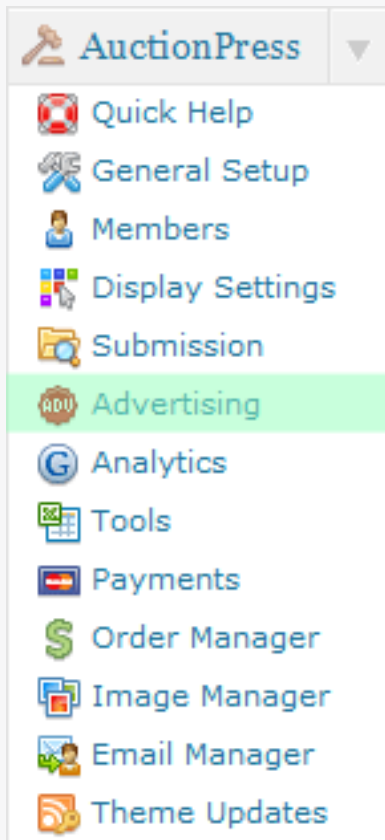 AuctionPress
Quick Help
General Setup
Members
Display Settings
Submission
ADV Advertising
G Analytics
Tools
Payments
$ Order Manager
Image Manager
Email Manager
Theme Updates